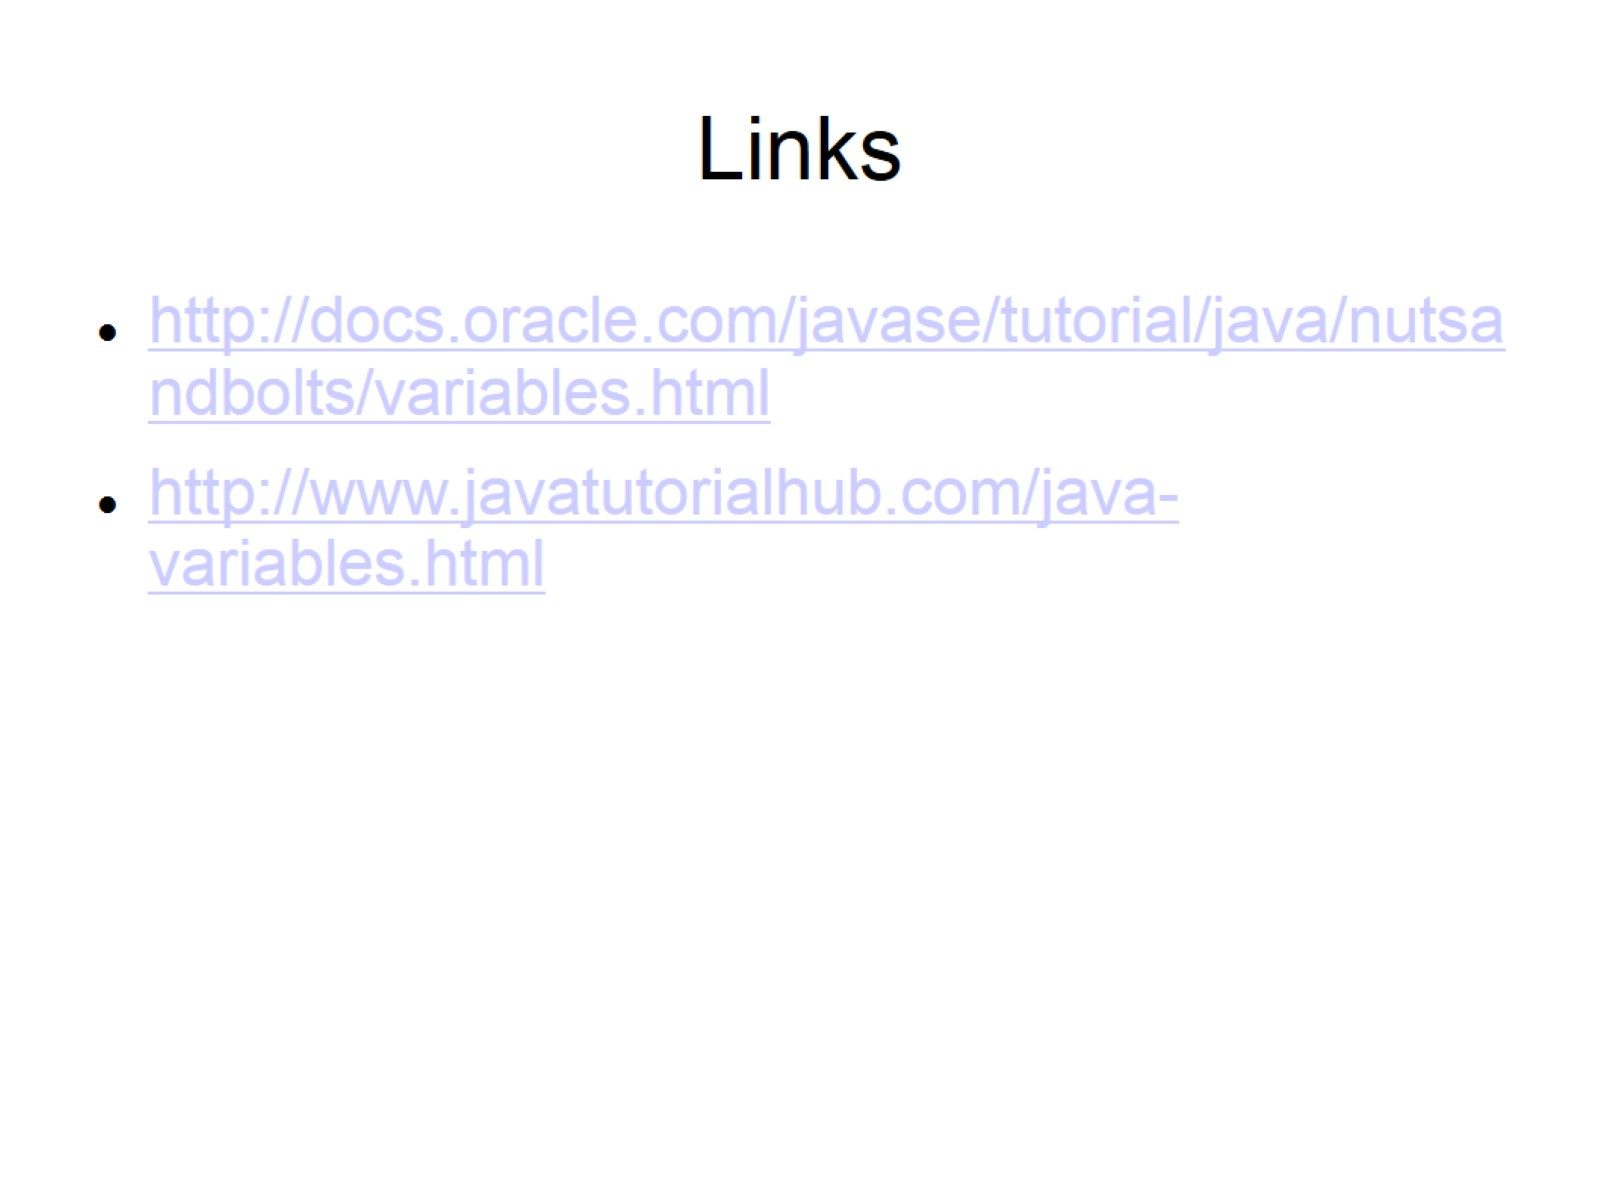 Links
• http://docs.oracle.com/javase/tutorial/java/nutsa
ndbolts/variables.html
• http://www.javatutorialhub.com/java-
variables.html